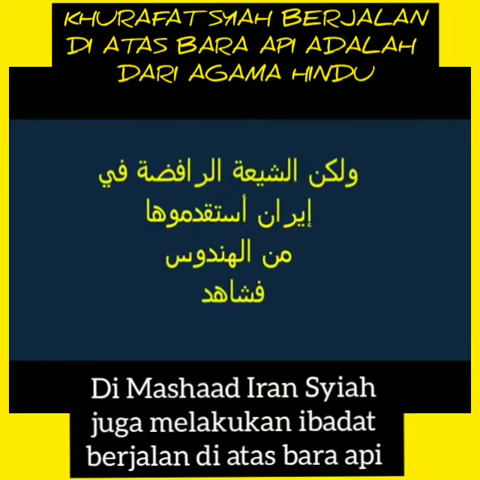 KHURAFAT SYIAH BERJALAN
DI ATAS BARA API ADALAH
DARI AGAMA HINDU
ولكن الشيعة الرافضة في
إيران أستقدموها
من الهندوس
فشاهد
Di Mashaad Iran Syiah
juga melakukan ibadat
berjalan di atas bara api